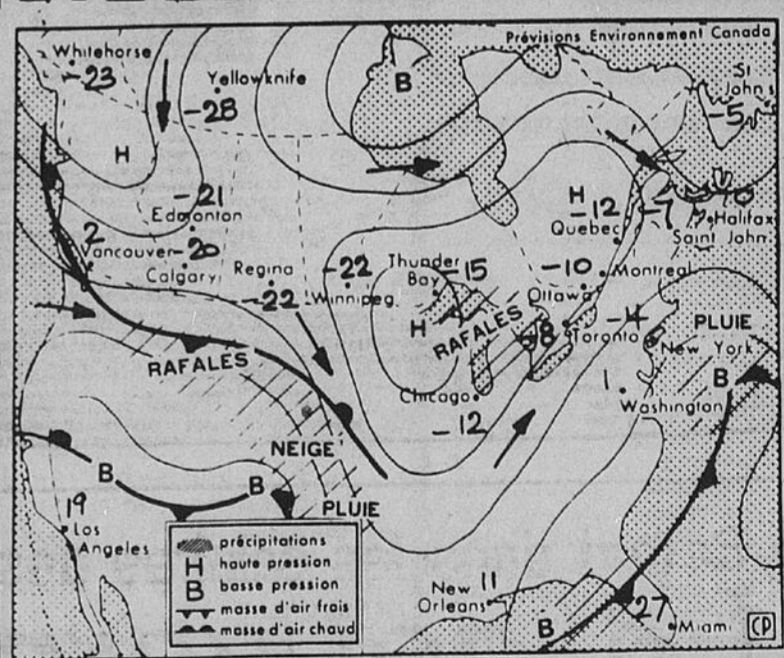 Prévisions Environnement Canada
Whitehorse
-23
Yellowknife
-28
B
St
John's
-5
H
-21
Edmonton
2
Vancouver
-20
Calgary
Regina
-22
-22
Winnipeg
Thunder
Bay
-15
H
H
-12
Quebec
-7
Saint John
0
Halifax
-10
Montreal
Ottawa
-8
Toronto
-4
New York
PLUIE
B
RAFALES
RAFALES
Chicago
-12
1
Washington
NEIGE
PLUIE
B
B
19
Los
Angeles
précipitations
H haute pression
B basse pression
masse d'air frais
masse d'air chaud
New
Orleans
11
B
27
Miami
CP